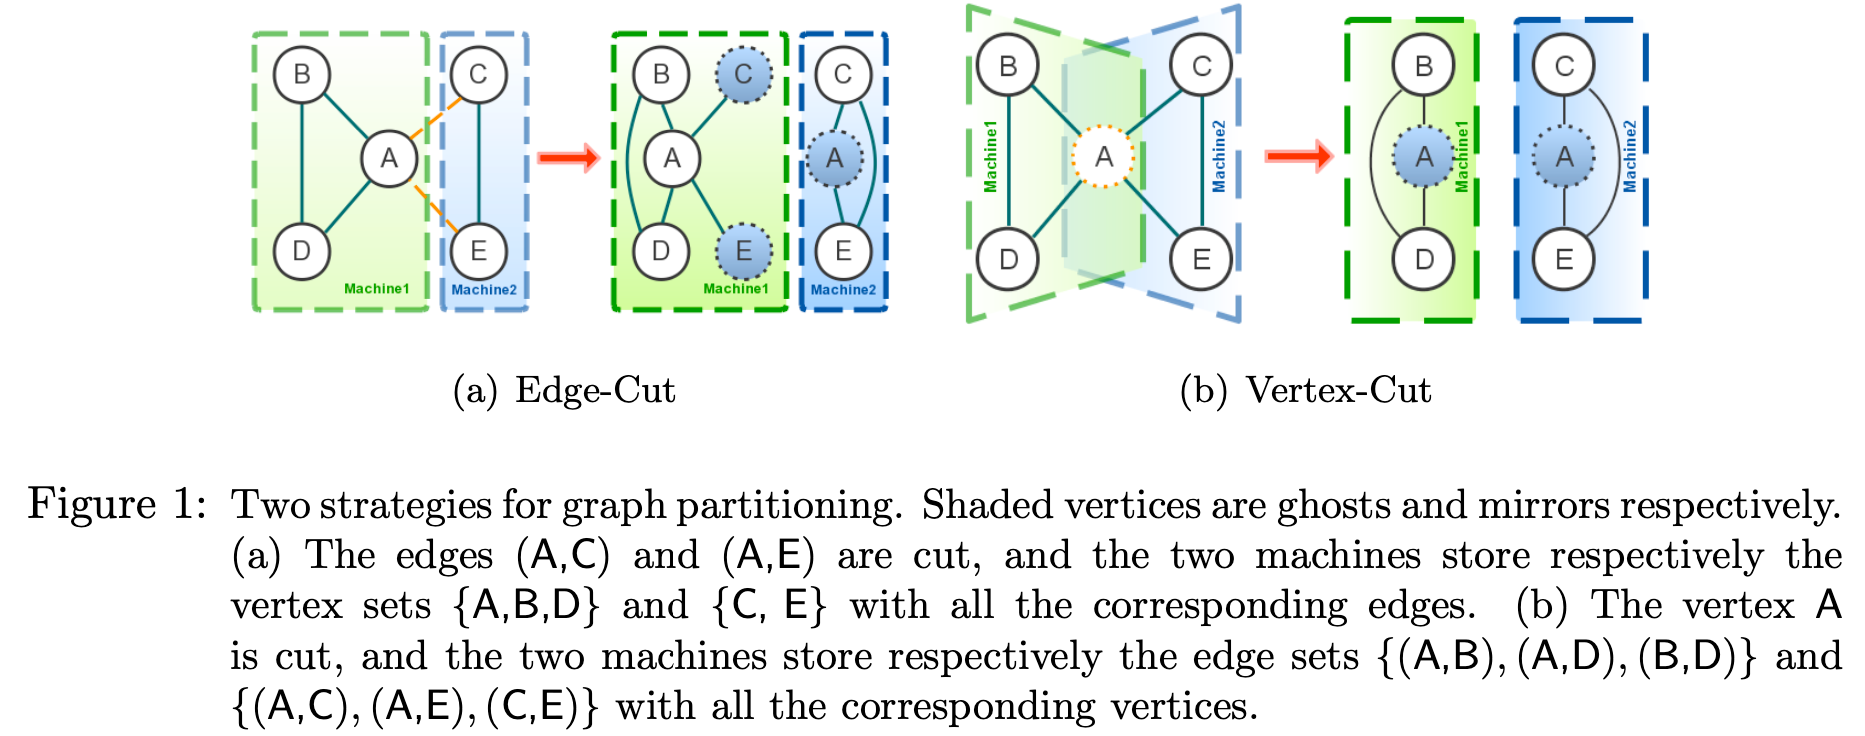 B
C
A
D
E
Machine1
Machine2
B
C
C
A
A
D
E
E
Machine1
Machine2
(a) Edge-Cut
B
C
Machine1
A
Machine2
D
E
B
C
A
Machine1
A
Machine2
D
E
(b) Vertex-Cut
Figure 1: Two strategies for graph partitioning. Shaded vertices are ghosts and mirrors respectively.
(a) The edges (A,C) and (A,E) are cut, and the two machines store respectively the
vertex sets {A,B,D} and {C, E} with all the corresponding edges. (b) The vertex A
is cut, and the two machines store respectively the edge sets {(A,B), (A,D), (B,D)} and
{(A,C), (A,E), (C,E)} with all the corresponding vertices.